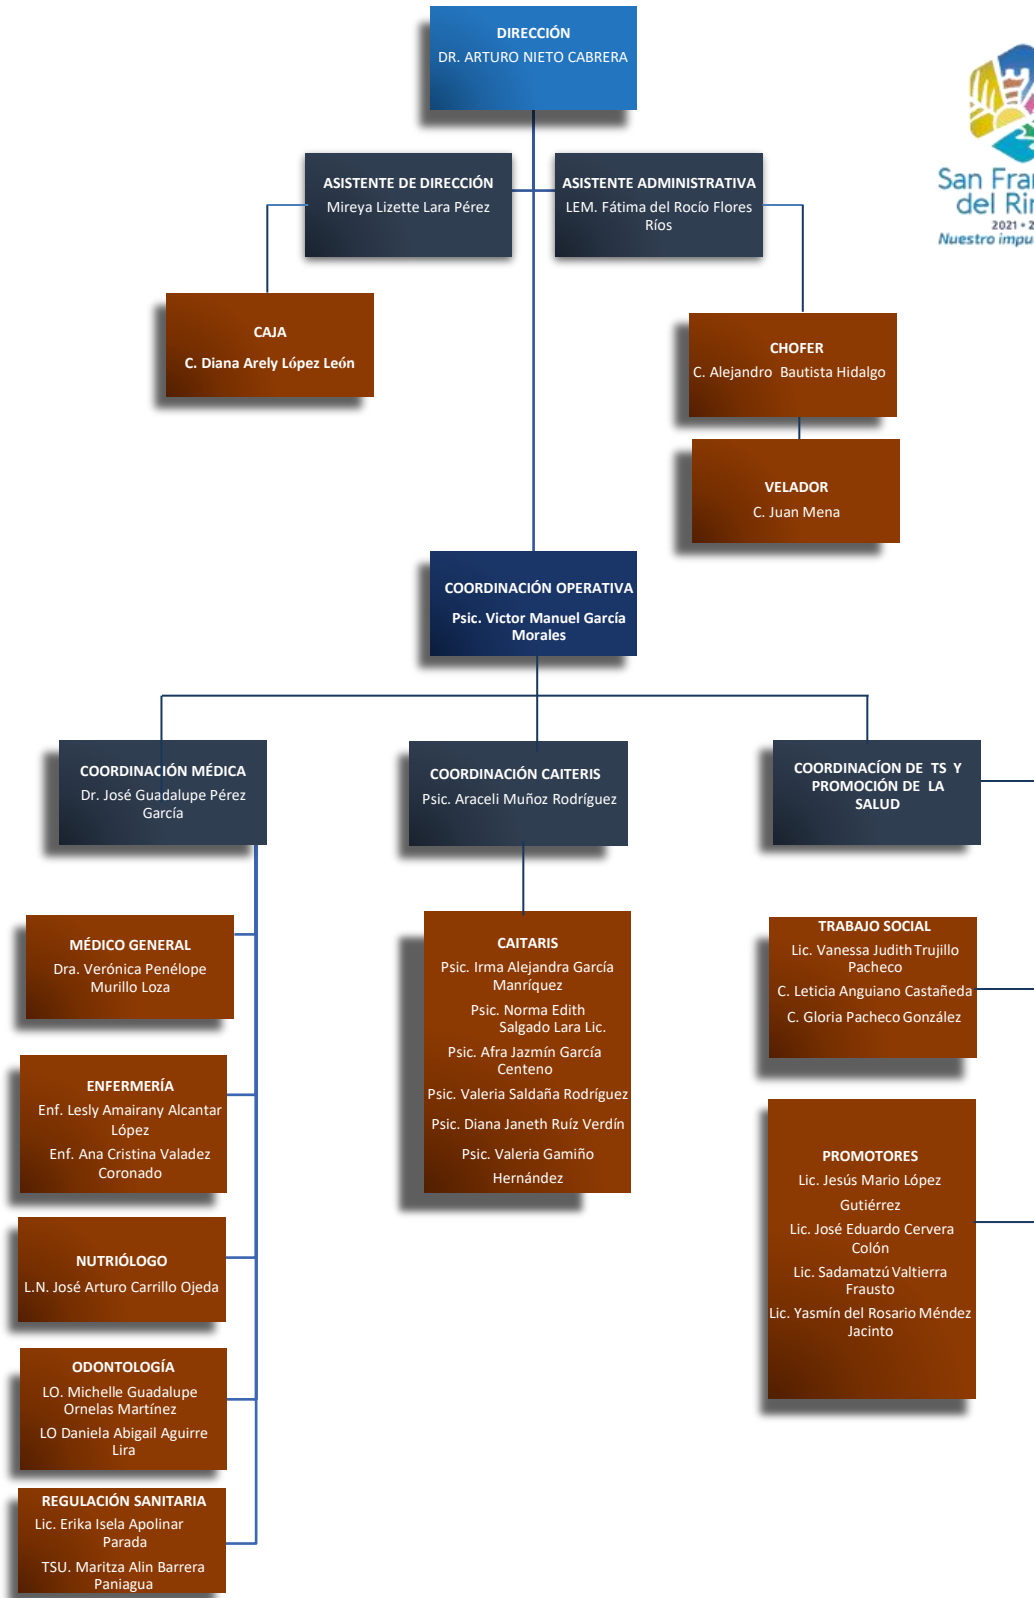 DIRECCIÓN
DR. ARTURO NIETO CABRERA
San Fran
del Rin
2021 • 2
Nuestro impu
ASISTENTE DE DIRECCIÓN
Mireya Lizette Lara Pérez
ASISTENTE ADMINISTRATIVA
LEM. Fátima del Rocío Flores
Ríos
CAJA
C. Diana Arely López León
CHOFER
C. Alejandro Bautista Hidalgo
VELADOR
C. Juan Mena
COORDINACIÓN OPERATIVA
Psic. Victor Manuel García
Morales
COORDINACIÓN MÉDICA
Dr. José Guadalupe Pérez
García
COORDINACIÓN CAITERIS
Psic. Araceli Muñoz Rodríguez
COORDINACÍON DE TS Y
PROMOCIÓN DE LA
SALUD
MÉDICO GENERAL
Dra. Verónica Penélope
Murillo Loza
ENFERMERÍA
Enf. Lesly Amairany Alcantar
López
Enf. Ana Cristina Valadez
Coronado
NUTRIÓLOGO
L.N. José Arturo Carrillo Ojeda
ODONTOLOGÍA
LO. Michelle Guadalupe
Ornelas Martínez
LO Daniela Abigail Aguirre
Lira
REGULACIÓN SANITARIA
Lic. Erika Isela Apolinar
Parada
TSU. Maritza Alin Barrera
Paniagua
CAITARIS
Psic. Irma Alejandra García
Manríquez
Psic. Norma Edith
Salgado Lara Lic.
Psic. Afra Jazmín García
Centeno
Psic. Valeria Saldaña Rodríguez
Psic. Diana Janeth Ruíz Verdín
Psic. Valeria Gamiño
Hernández
TRABAJO SOCIAL
Lic. Vanessa Judith Trujillo
Pacheco
C. Leticia Anguiano Castañeda
C. Gloria Pacheco González
PROMOTORES
Lic. Jesús Mario López
Gutiérrez
Lic. José Eduardo Cervera
Colón
Lic. Sadamatzú Valtierra
Frausto
Lic. Yasmín del Rosario Méndez
Jacinto